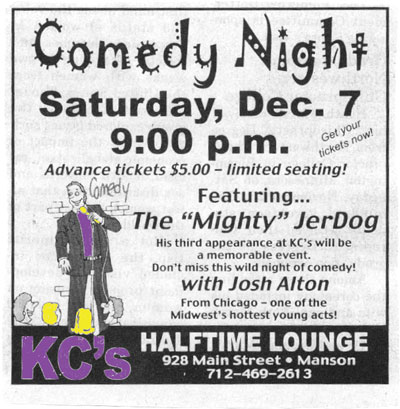 Comedy Night
Saturday, Dec. 7
9:00 p.m.
Get your
tickets now!
Advance tickets $5.00 – limited seating!
Comedy
Featuring...
The "Mighty" JerDog
His third appearance at KC's will be
a memorable event.
Don't miss this wild night of comedy!
with Josh Alton
From Chicago – one of the
Midwest's hottest young acts!
KC's
HALFTIME LOUNGE
928 Main Street • Manson
712-469-2613